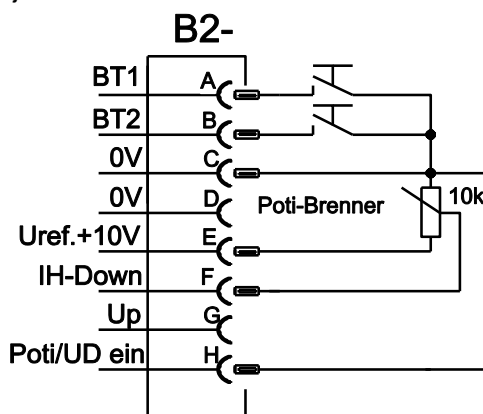 B2-
BT1 A
BT2 B
0V C
0V D Poti-Brenner 10k
Uref.+10V E
IH-Down F
Up G
Poti/UD ein H